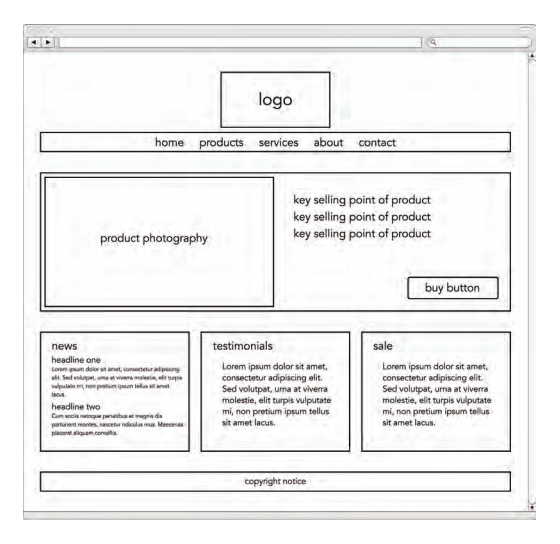 logo
home products services about contact
product photography
key selling point of product
key selling point of product
key selling point of product
buy button
news
headline one
Lorem ipsum dolor sit amet, consectetur adipiscing
elit. Sed volutpat, urna at viverra molestie, elit turpis
vulputate mi, non pretium ipsum tellus sit amet
lacus.
headline two
Cum sociis natoque penatibus et magnis dis
parturient montes, nascetur ridiculus mus. Maecenas
placerat aliquam convallis.
testimonials
Lorem ipsum dolor sit amet,
consectetur adipiscing elit.
Sed volutpat, urna at viverra
molestie, elit turpis vulputate
mi, non pretium ipsum tellus
sit amet lacus.
sale
Lorem ipsum dolor sit amet,
consectetur adipiscing elit.
Sed volutpat, urna at viverra
molestie, elit turpis vulputate
mi, non pretium ipsum tellus
sit amet lacus.
copyright notice